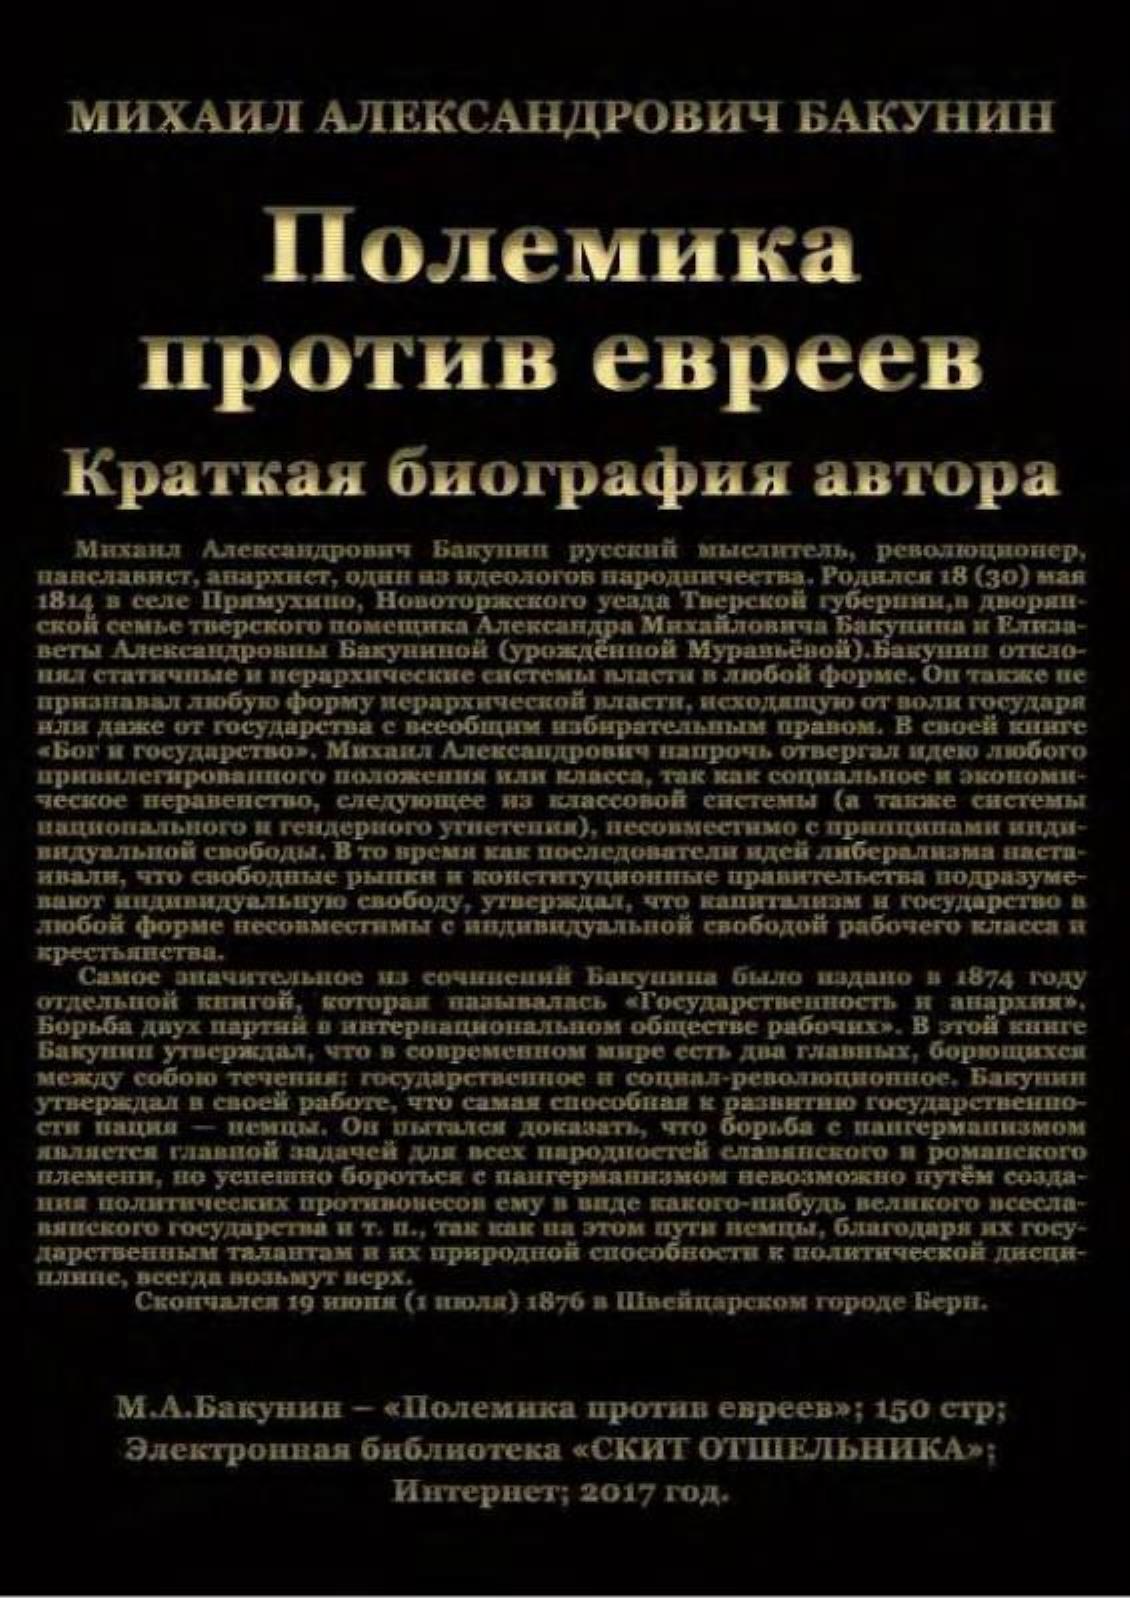 МИХАИЛ АЛЕКСАНДРОВИЧ БАКУНИН
Полемика
против евреев
Краткая биография автора
Михаил Александрович Бакунин русский мыслитель, революционер,
панславист, анархист, один из идеологов народничества. Родился 18 (30) мая
1814 в селе Прямухино, Новоторжского уезда Тверской губернии,в дворян-
ской семье тверского помещика Александра Михайловича Бакунина и Елиза-
веты Александровны Бакуниной (урождённой Муравьёвой).Бакунин откло-
нял статичные и иерархические системы власти в любой форме. Он также не
признавал любую форму иерархической власти, исходящую от воли государя
или даже от государства с всеобщим избирательным правом. В своей книге
«Бог и государство». Михаил Александрович напрочь отвергал идею любого
привилегированного положения или класса, так как социальное и экономи-
ческое неравенство, следующее из классовой системы (а также системы
национального и гендерного угнетения), несовместимо с принципами инди-
видуальной свободы. В то время как последователи идей либерализма наста-
ивали, что свободные рынки и конституционные правительства подразуме-
вают индивидуальную свободу, утверждал, что капитализм и государство в
любой форме несовместимы с индивидуальной свободой рабочего класса и
крестьянства.
Самое значительное из сочинений Бакунина было издано в 1874 году
отдельной книгой, которая называлась «Государственность и анархия».
Борьба двух партий в интернациональном обществе рабочих». В этой книге
Бакунин утверждал, что в современном мире есть два главных, борющихся
между собою течения: государственное и социал-революционное. Бакунин
утверждал в своей работе, что самая способная к развитию государственно-
сти нация — немцы. Он пытался доказать, что борьба с пангерманизмом
является главной задачей для всех народностей славянского и романского
племени, но успешно бороться с пангерманизмом невозможно путём созда-
ния политических противовесов ему в виде какого-нибудь великого всесла-
вянского государства и т. п., так как на этом пути немцы, благодаря их госу-
дарственным талантам и их природной способности к политической дисци-
плине, всегда возьмут верх.
Скончался 19 июня (1 июля) 1876 в Швейцарском городе Берн.
М.А.Бакунин – «Полемика против евреев»; 150 стр;
Электронная библиотека «СКИТ ОТШЕЛЬНИКА»;
Интернет; 2017 год.